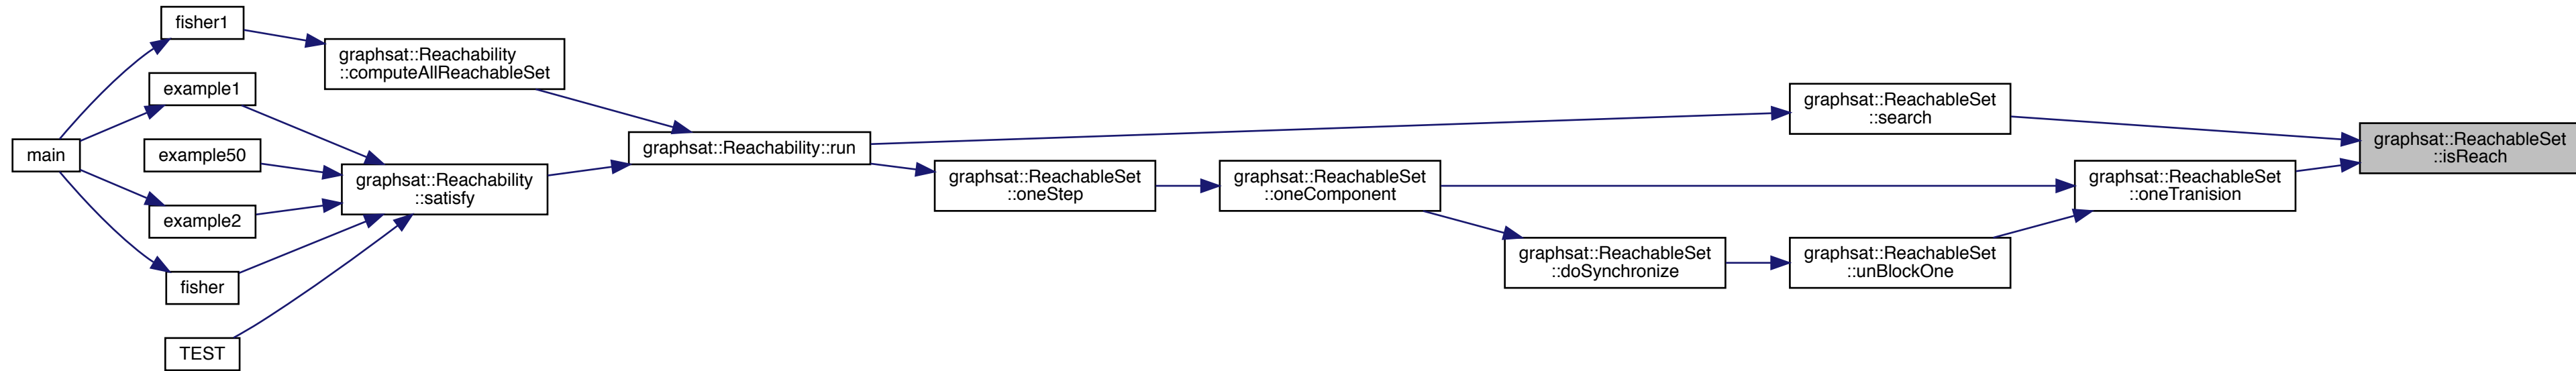 fisher1
graphsat::Reachability
::computeAllReachableSet
example1
main
example50
example2
fisher
TEST
graphsat::Reachability
::satisfy
graphsat::Reachability::run
graphsat::ReachableSet
::search
graphsat::ReachableSet
::oneStep
graphsat::ReachableSet
::oneComponent
graphsat::ReachableSet
::doSynchronize
graphsat::ReachableSet
::unBlockOne
graphsat::ReachableSet
::oneTranision
graphsat::ReachableSet
::isReach